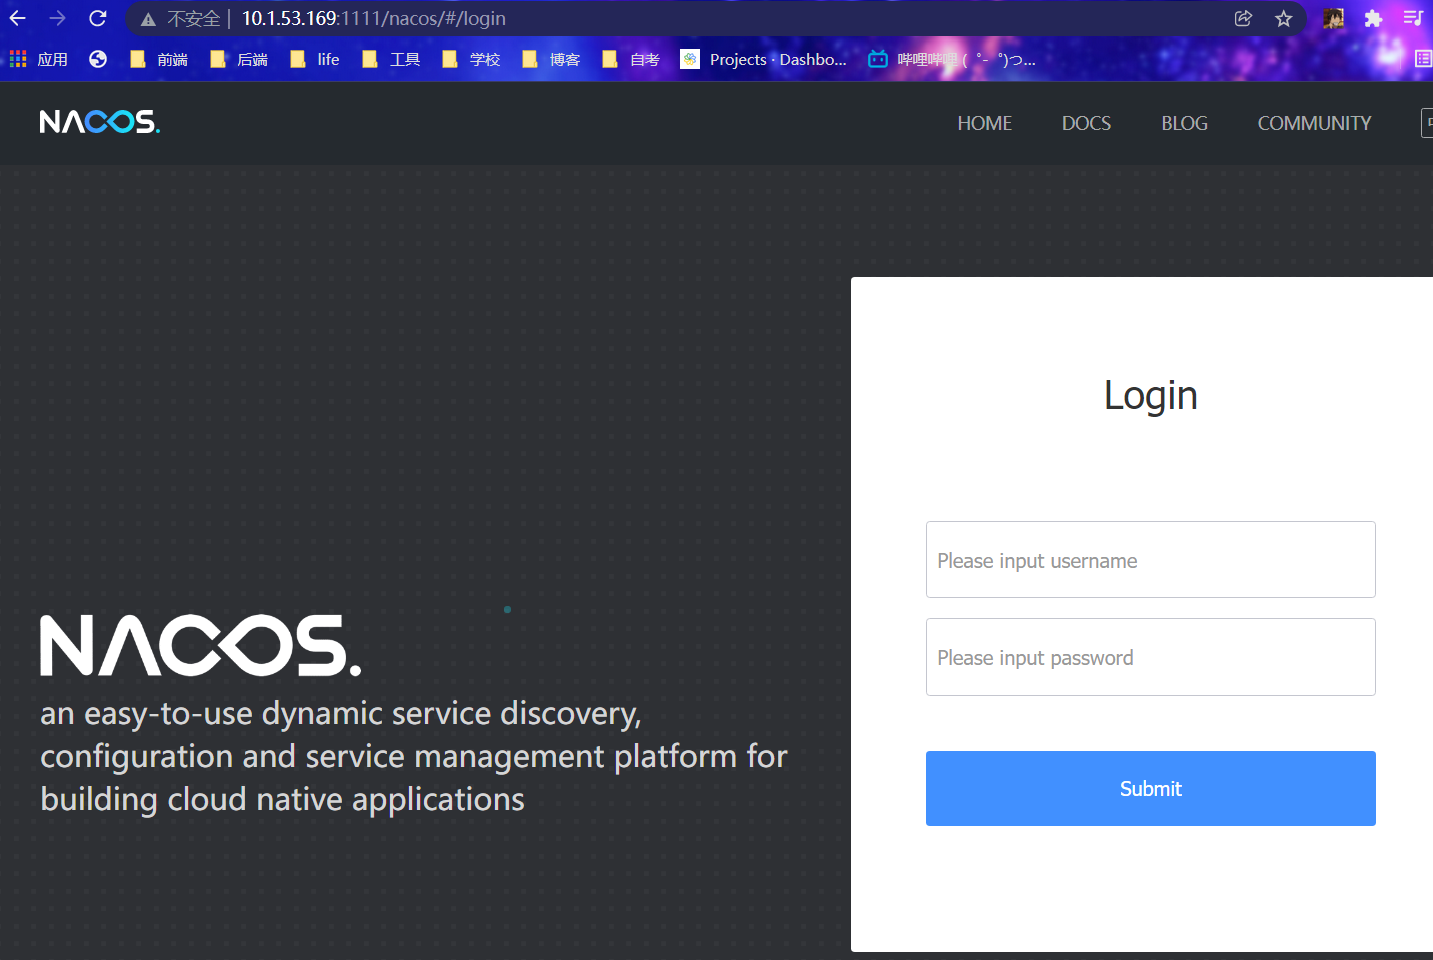 不安全 | 10.1.53.169:1111/nacos/#/login
应用 前端 后端 life 工具 学校 博客 自考 Projects · Dashbo... 哔哩哔哩 ( ゜- ゜)つ...
NACOS. HOME DOCS BLOG COMMUNITY
Login
Please input username
Please input password
Submit
NACOS.
an easy-to-use dynamic service discovery,
configuration and service management platform for
building cloud native applications